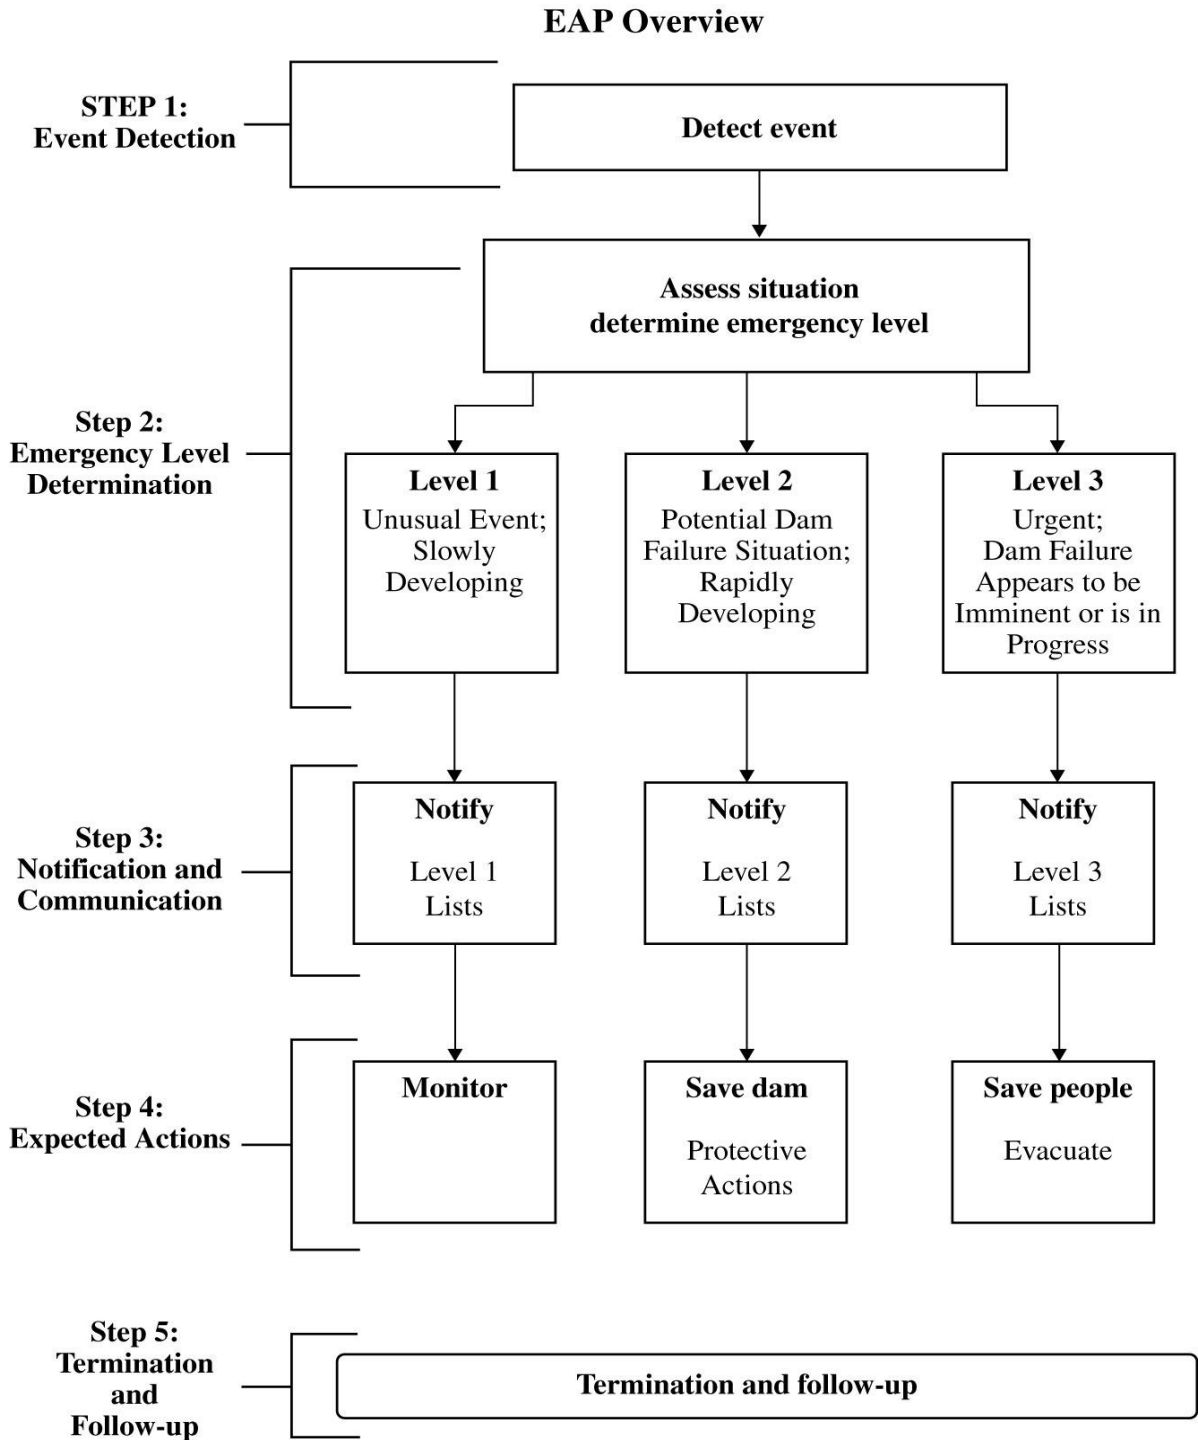 EAP Overview
STEP 1:
Event Detection
Detect event
Assess situation
determine emergency level
Step 2:
Emergency Level
Determination
Level 1
Unusual Event;
Slowly
Developing
Level 2
Potential Dam
Failure Situation;
Rapidly
Developing
Level 3
Urgent;
Dam Failure
Appears to be
Imminent or is in
Progress
Step 3:
Notification and
Communication
Notify
Level 1
Lists
Notify
Level 2
Lists
Notify
Level 3
Lists
Step 4:
Expected Actions
Monitor
Save dam
Protective
Actions
Save people
Evacuate
Step 5:
Termination
and
Follow-up
Termination and follow-up